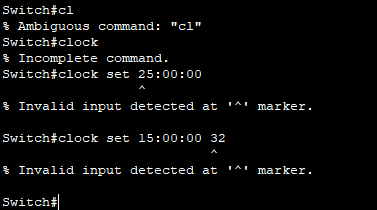 Switch#cl
% Ambiguous command: "cl"
Switch#clock
% Incomplete command.
Switch#clock set 25:00:00
^
% Invalid input detected at '^' marker.
Switch#clock set 15:00:00 32
^
% Invalid input detected at '^' marker.
Switch#